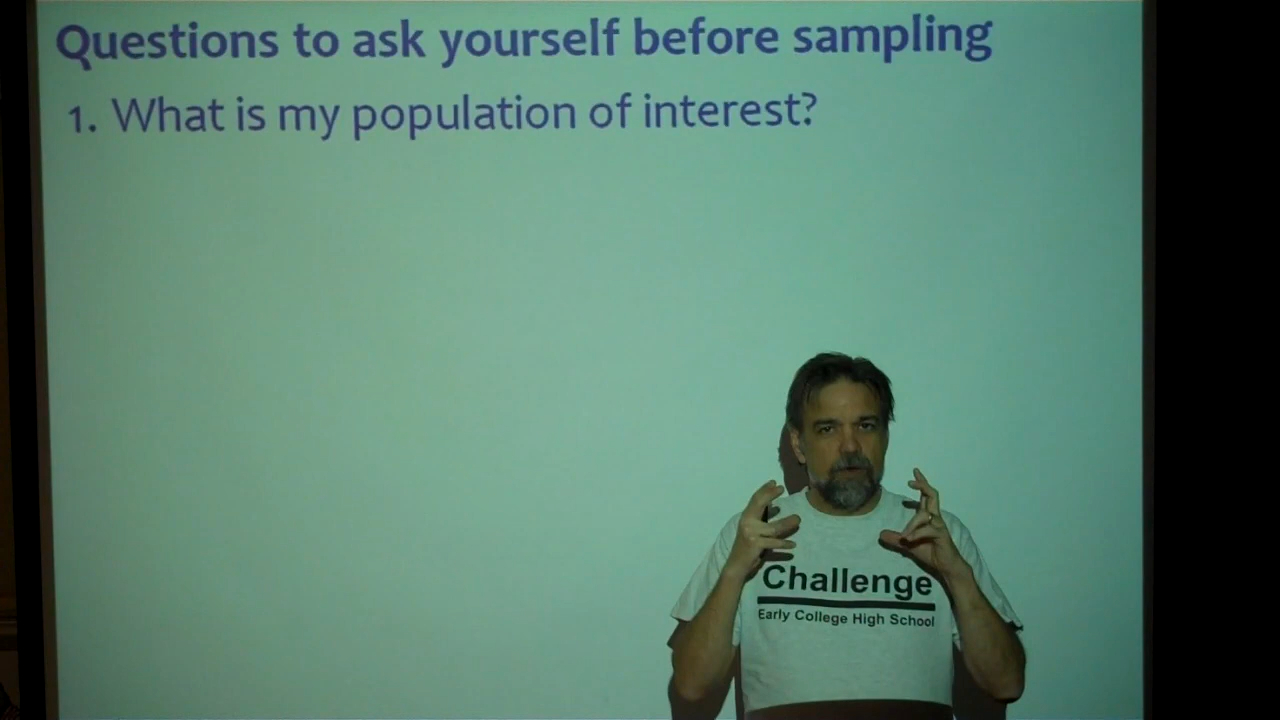 Questions to ask yourself before sampling
1. What is my population of interest?
Challenge
Early College High School